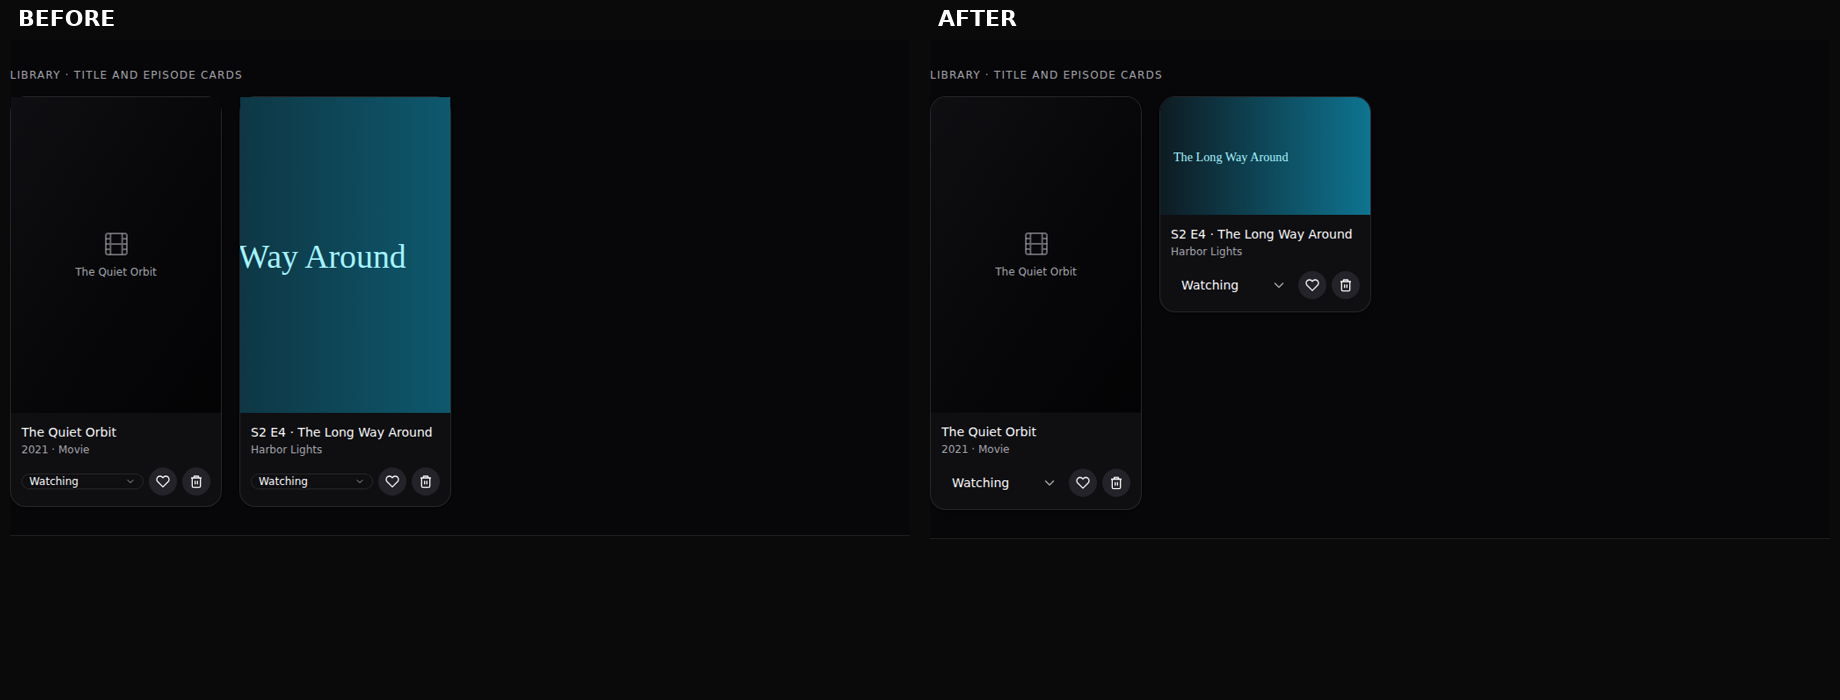 BEFORE
LIBRARY · TITLE AND EPISODE CARDS
The Quiet Orbit
Way Around
The Quiet Orbit
2021 · Movie
Watching
S2 E4 · The Long Way Around
Harbor Lights
Watching
AFTER
LIBRARY · TITLE AND EPISODE CARDS
The Quiet Orbit
The Quiet Orbit
2021 · Movie
Watching
The Long Way Around
S2 E4 · The Long Way Around
Harbor Lights
Watching